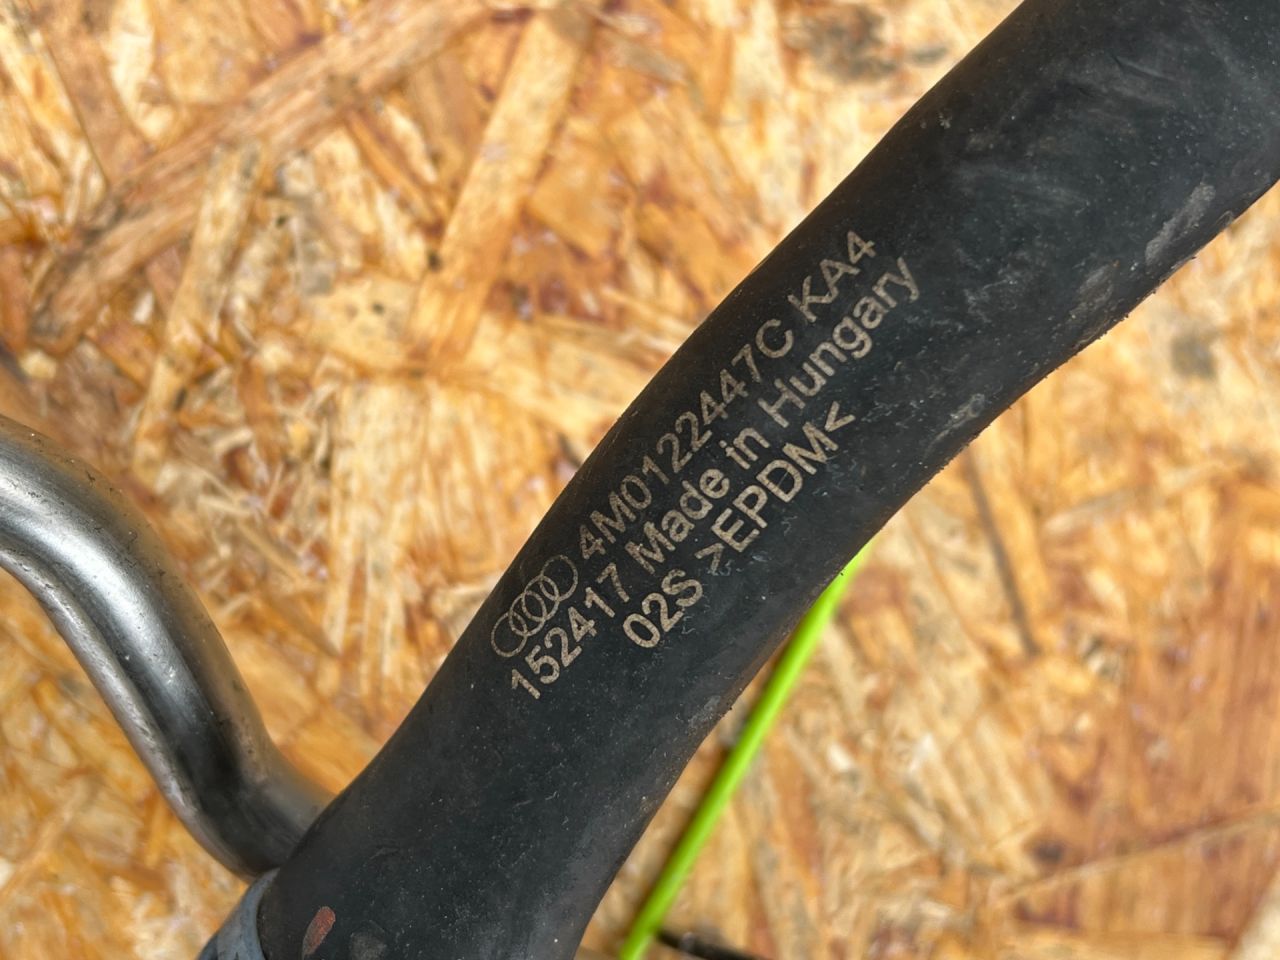 4M0122447C KA4
152417 Made in Hungary
02S >EPDM<